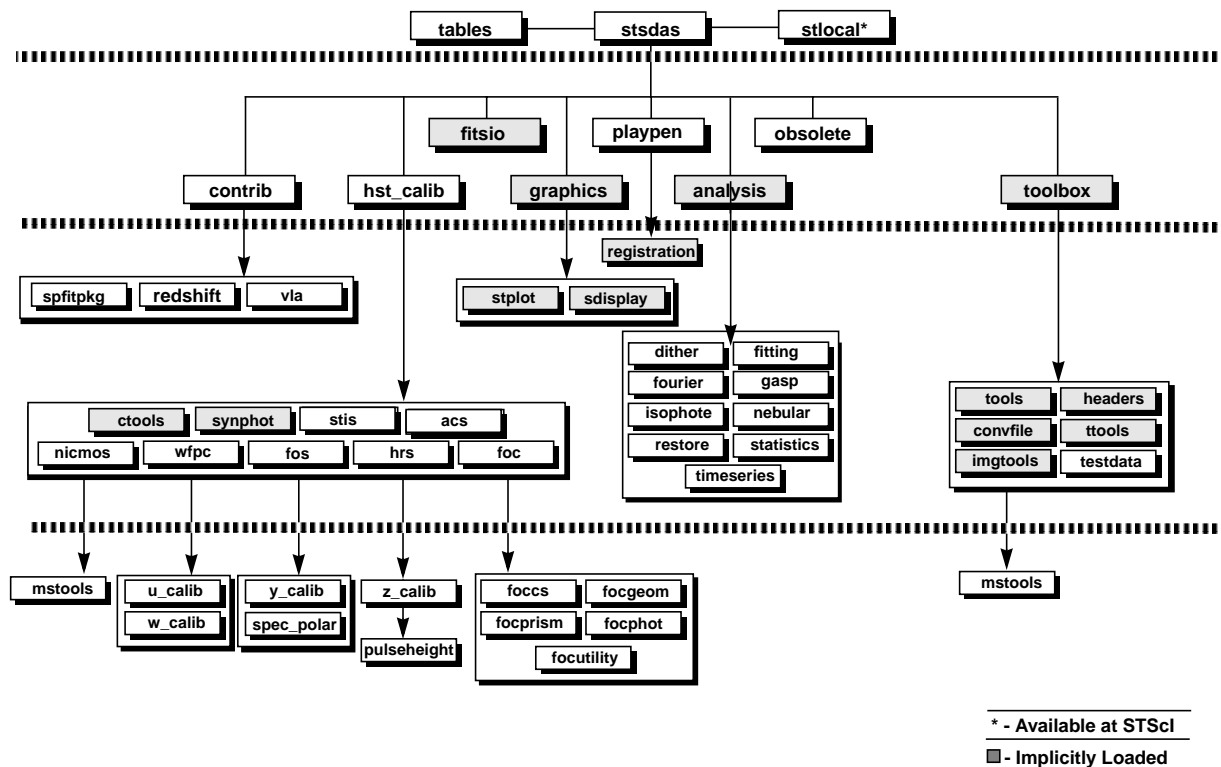 tables stsdas stlocal*
fitsio playpen obsolete
contrib hst_calib graphics analysis toolbox
registration
spfitpkg redshift vla
stplot sdisplay
dither fitting
fourier gasp
isophote nebular
restore statistics
timeseries
tools headers
convfile ttools
imgtools testdata
ctools synphot stis acs
nicmos wfpc fos hrs foc
mstools
u_calib
w_calib
y_calib
spec_polar
z_calib
pulseheight
foccs focgeom
focprism focphot
focutility
mstools
* - Available at STScI
- Implicitly Loaded